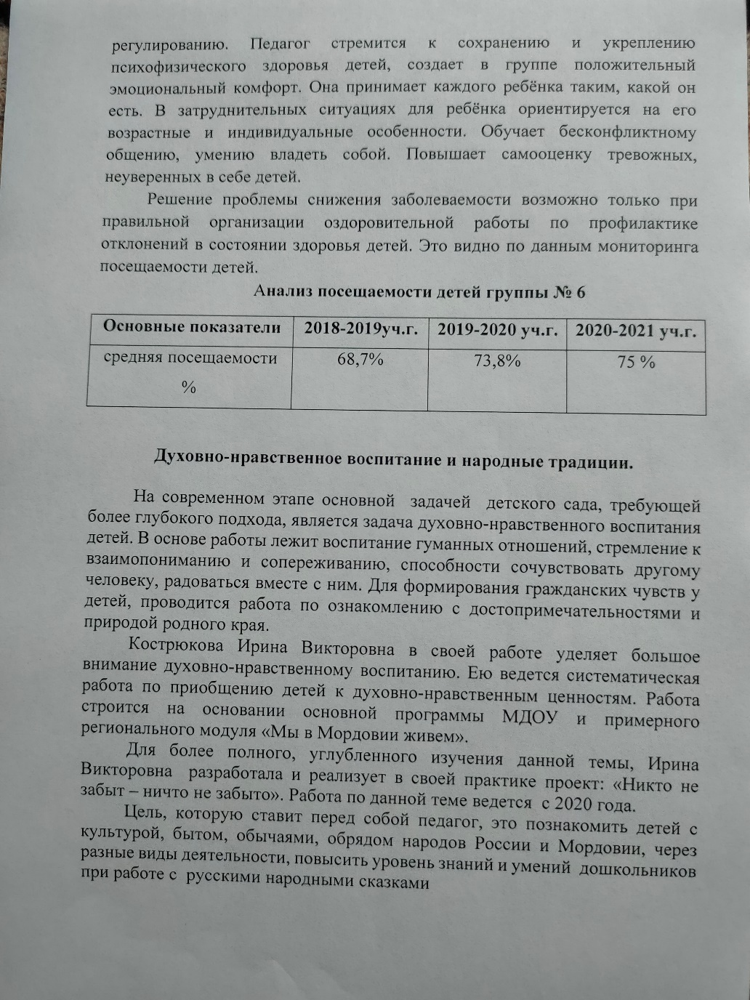 регулированию. Педагог стремится к сохранению и укреплению
психофизического здоровья детей, создает в группе положительный
эмоциональный комфорт. Она принимает каждого ребёнка таким, какой он
есть. В затруднительных ситуациях для ребёнка ориентируется на его
возрастные и индивидуальные особенности. Обучает бесконфликтному
общению, умению владеть собой. Повышает самооценку тревожных,
неуверенных в себе детей.
Решение проблемы снижения заболеваемости возможно только при
правильной организации оздоровительной работы по профилактике
отклонений в состоянии здоровья детей. Это видно по данным мониторинга
посещаемости детей.
Анализ посещаемости детей группы № 6
Основные показатели 2018-2019уч.г. 2019-2020 уч.г. 2020-2021 уч.г.
средняя посещаемости 68,7% 73,8% 75 %
%
Духовно-нравственное воспитание и народные традиции.
На современном этапе основной задачей детского сада, требующей
более глубокого подхода, является задача духовно-нравственного воспитания
детей. В основе работы лежит воспитание гуманных отношений, стремление к
взаимопониманию и сопереживанию, способности сочувствовать другому
человеку, радоваться вместе с ним. Для формирования гражданских чувств у
детей, проводится работа по ознакомлению с достопримечательностями и
природой родного края.
Кострюкова Ирина Викторовна в своей работе уделяет большое
внимание духовно-нравственному воспитанию. Ею ведется систематическая
работа по приобщению детей к духовно-нравственным ценностям. Работа
строится на основании основной программы МДОУ и примерного
регионального модуля «Мы в Мордовии живем».
Для более полного, углубленного изучения данной темы, Ирина
Викторовна разработала и реализует в своей практике проект: «Никто не
забыт – ничто не забыто». Работа по данной теме ведется с 2020 года.
Цель, которую ставит перед собой педагог, это познакомить детей с
культурой, бытом, обычаями, обрядом народов России и Мордовии, через
разные виды деятельности, повысить уровень знаний и умений дошкольников
при работе с русскими народными сказками